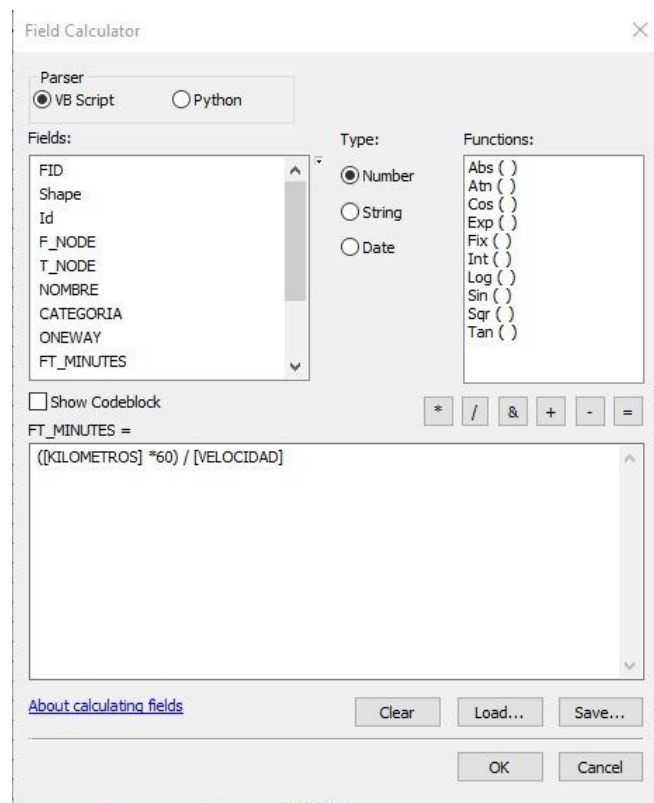 Field Calculator
Parser
VB Script Python
Fields: Type: Functions:
FID
Shape
Id
F_NODE
T_NODE
NOMBRE
CATEGORIA
ONEWAY
FT_MINUTES
Number
String
Date
Abs ( )
Atn ( )
Cos ( )
Exp ( )
Fix ( )
Int ( )
Log ( )
Sin ( )
Sqr ( )
Tan ( )
Show Codeblock
* / & + - =
FT_MINUTES =
([KILOMETROS] *60) / [VELOCIDAD]
About calculating fields Clear Load... Save...
OK Cancel